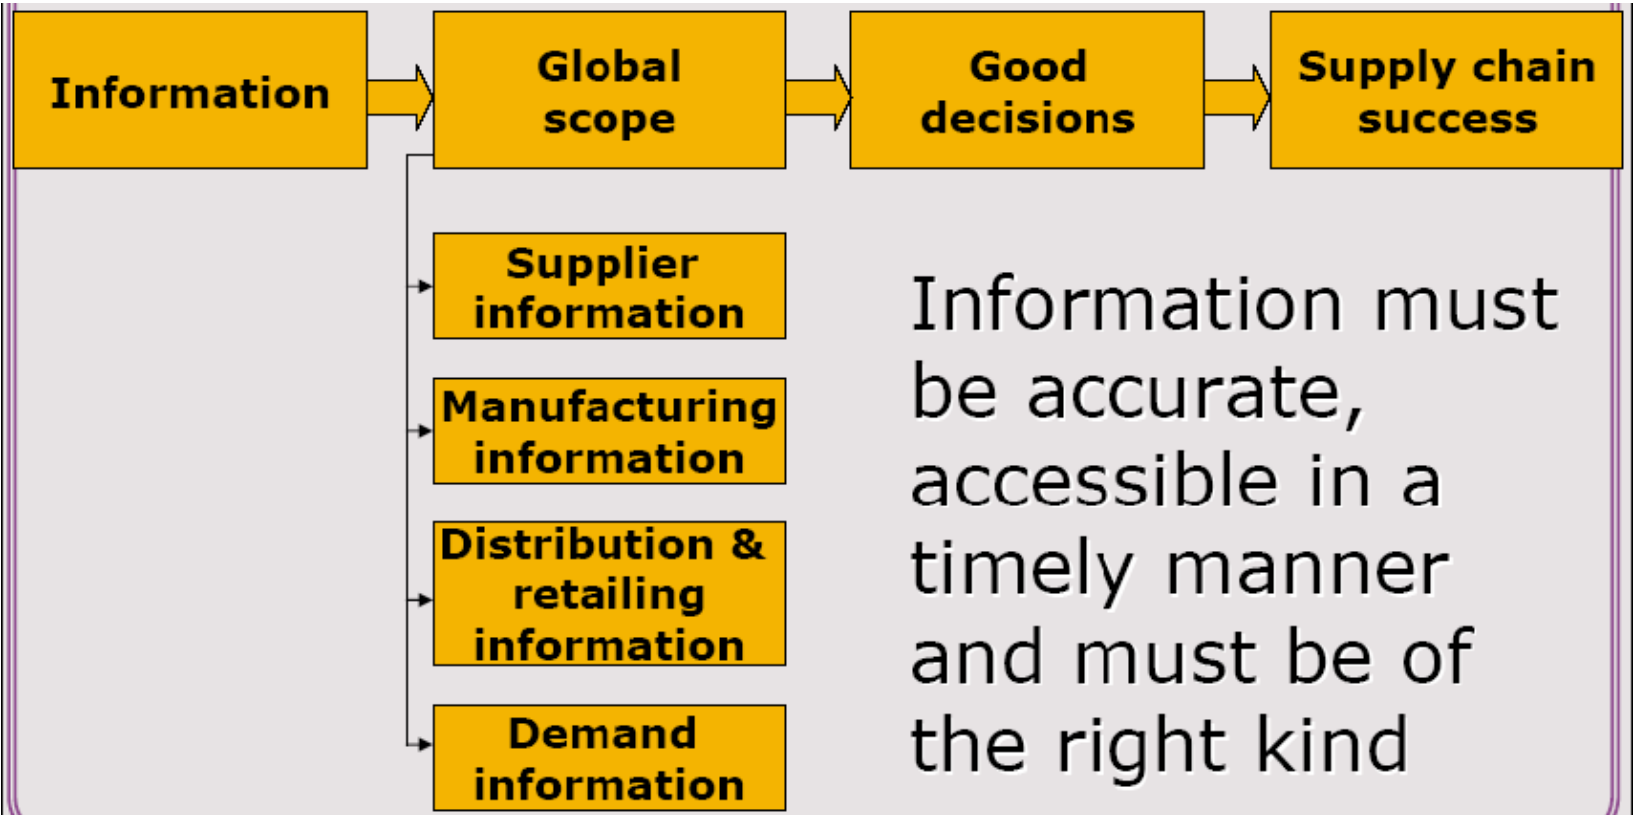 Information
Global
scope
Good
decisions
Supply chain
success
Supplier
information
Manufacturing
information
Distribution &
retailing
information
Demand
information
Information must
be accurate,
accessible in a
timely manner
and must be of
the right kind